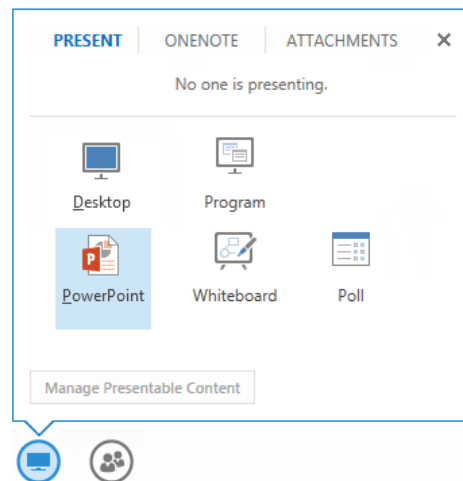 PRESENT ONENOTE ATTACHMENTS
No one is presenting.
Desktop Program
P
PowerPoint Whiteboard Poll
Manage Presentable Content